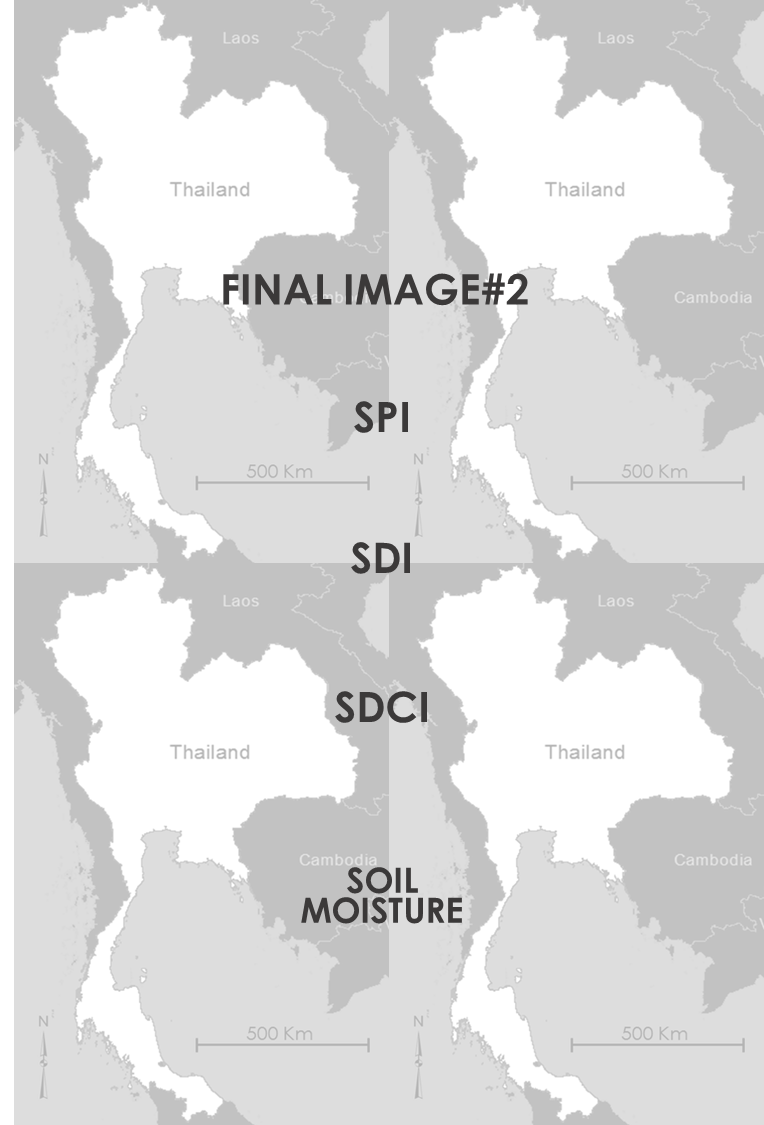 Laos Laos
Thailand Thailand
FINAL IMAGE#2
Cambodia
SPI
N N
500 Km 500 Km
SDI
Laos Laos
SDCI
Thailand Thailand
Cambodia Cambodia
SOIL
MOISTURE
N N
500 Km 500 Km